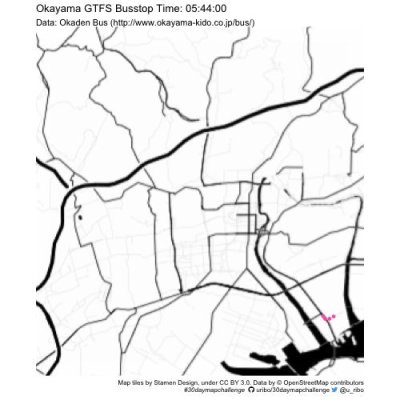 Okayama GTFS Busstop Time: 05:44:00
Data: Okaden Bus (http://www.okayama-kido.co.jp/bus/)
Map tiles by Stamen Design, under CC BY 3.0. Data by © OpenStreetMap contributors
#30daymapchallenge uribo/30daymapchallenge @u_ribo